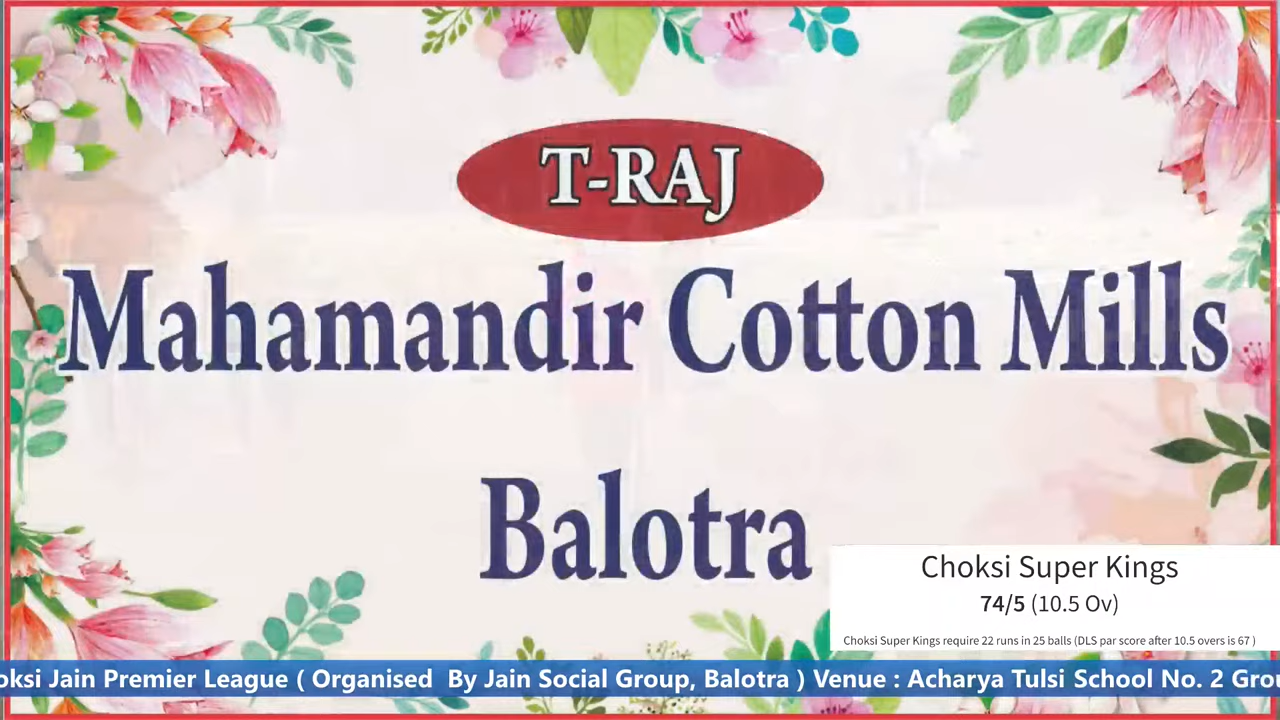 T-RAJ
Mahamandir Cotton Mills
Balotra
Choksi Super Kings
74/5 (10.5 Ov)
Choksi Super Kings require 22 runs in 25 balls (DLS par score after 10.5 overs is 67 )
oksi Jain Premier League ( Organised By Jain Social Group, Balotra ) Venue : Acharya Tulsi School No. 2 Grou